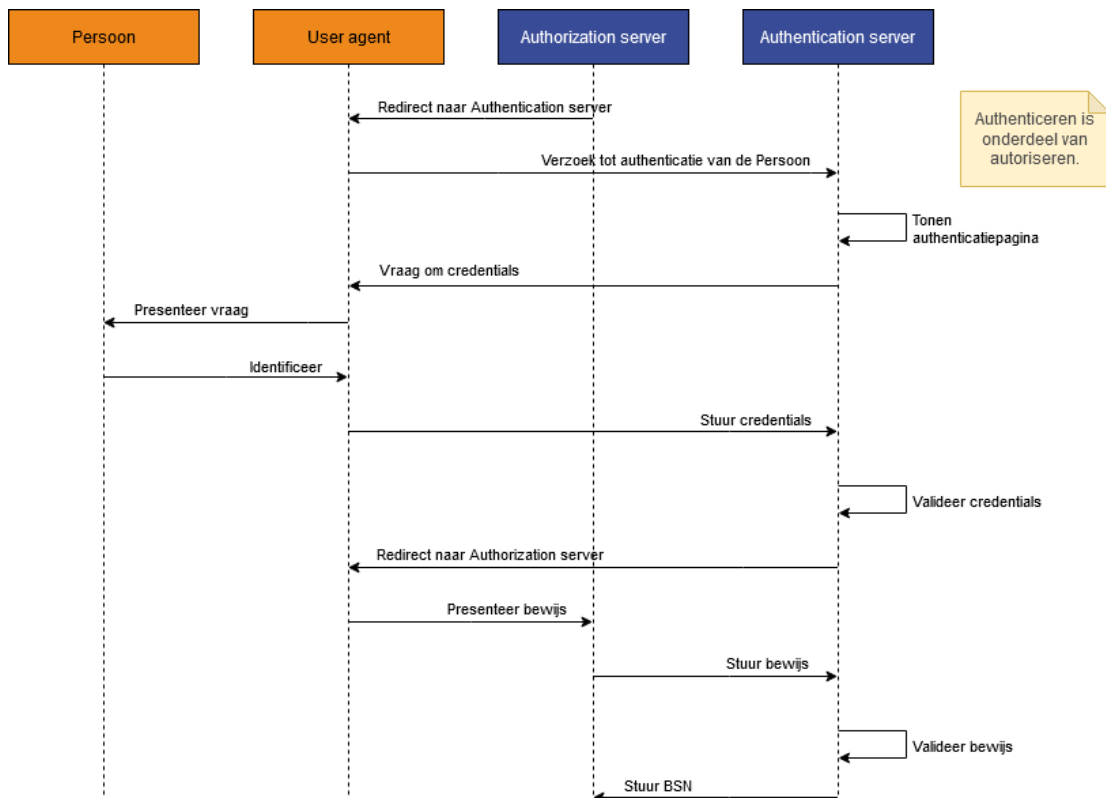 Persoon
User agent
Authorization server
Authentication server
Redirect naar Authentication server
Authenticeren is
onderdeel van
autoriseren.
Verzoek tot authenticatie van de Persoon
Tonen
authenticatiepagina
Vraag om credentials
Presenteer vraag
Identificeer
Stuur credentials
Valideer credentials
Redirect naar Authorization server
Presenteer bewijs
Stuur bewijs
Valideer bewijs
Stuur BSN